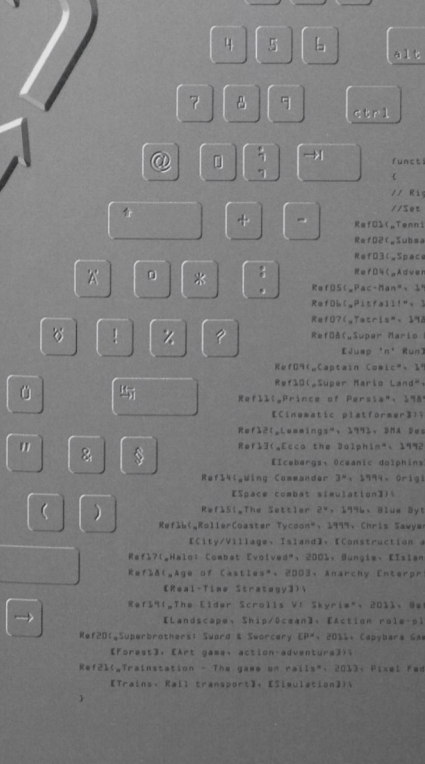 4 5 6 alt
7 8 9 ctrl
@ 0 ; ,
functi
{
// Rig
//Set
+ -
Ref01(„Tenni
Ref02(„Subma
Ref03(„Space
Ref04(„Adven
Ä º * : .
Ref05(„Pac-Man", 19
Ref06(„Pitfall!", 1
Ref07(„Tetris", 198
Ref08(„Super Mario
[Jump 'n' Run]
Ö ! % ?
Ref09(„Captain Comic", 19
Ref10(„Super Mario Land",
Ref11(„Prince of Persia", 1989
[Cinematic platformer]);
Ü
Ref12(„Lemmings", 1991, DMA Des
Ref13(„Ecco the Dolphin", 1992
[Icebergs, Oceanic dolphins
" & §
Ref14(„Wing Commander 3", 1994, Origi
[Space combat simulation]);
Ref15(„The Settler 2", 1996, Blue Byt
Ref16(„RollerCoaster Tycoon", 1999, Chris Sawye
[City/Village, Island], [Construction a
( )
Ref17(„Halo: Combat Evolved", 2001, Bungie, [Islan
Ref18(„Age of Castles", 2003, Anarchy Enterpri
[Real-Time Strategy]);
Ref19(„The Elder Scrolls V: Skyrim", 2011, Be
[Landscape, Ship/Ocean], [Action role-pl
Ref20(„Superbrothers: Sword & Sworcery EP", 2011, Capybara Gam
[Forest], [Art game, action-adventure]);
Ref21(„Trainstation - The game on rails", 2013, Pixel Fed
[Trains, Rail transport], [Simulation]);
}